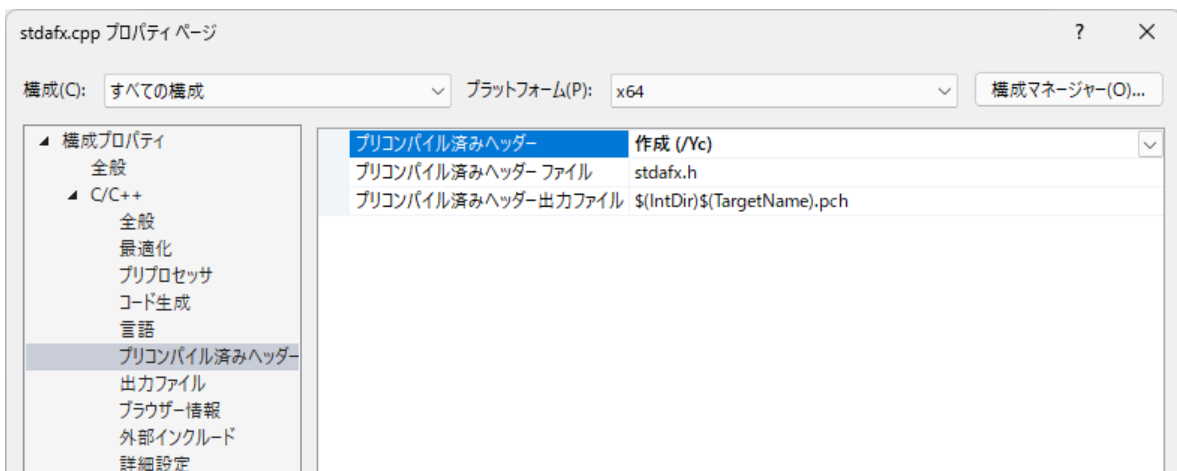 stdafx.cpp プロパティ ページ
?
構成(C): すべての構成 プラットフォーム(P): x64 構成マネージャー(O)...
構成プロパティ
全般
C/C++
全般
最適化
プリプロセッサ
コード生成
言語
プリコンパイル済みヘッダー
出力ファイル
ブラウザー情報
外部インクルード
詳細設定
プリコンパイル済みヘッダー 作成 (/Yc)
プリコンパイル済みヘッダー ファイル stdafx.h
プリコンパイル済みヘッダー出力ファイル $(IntDir)$(TargetName).pch